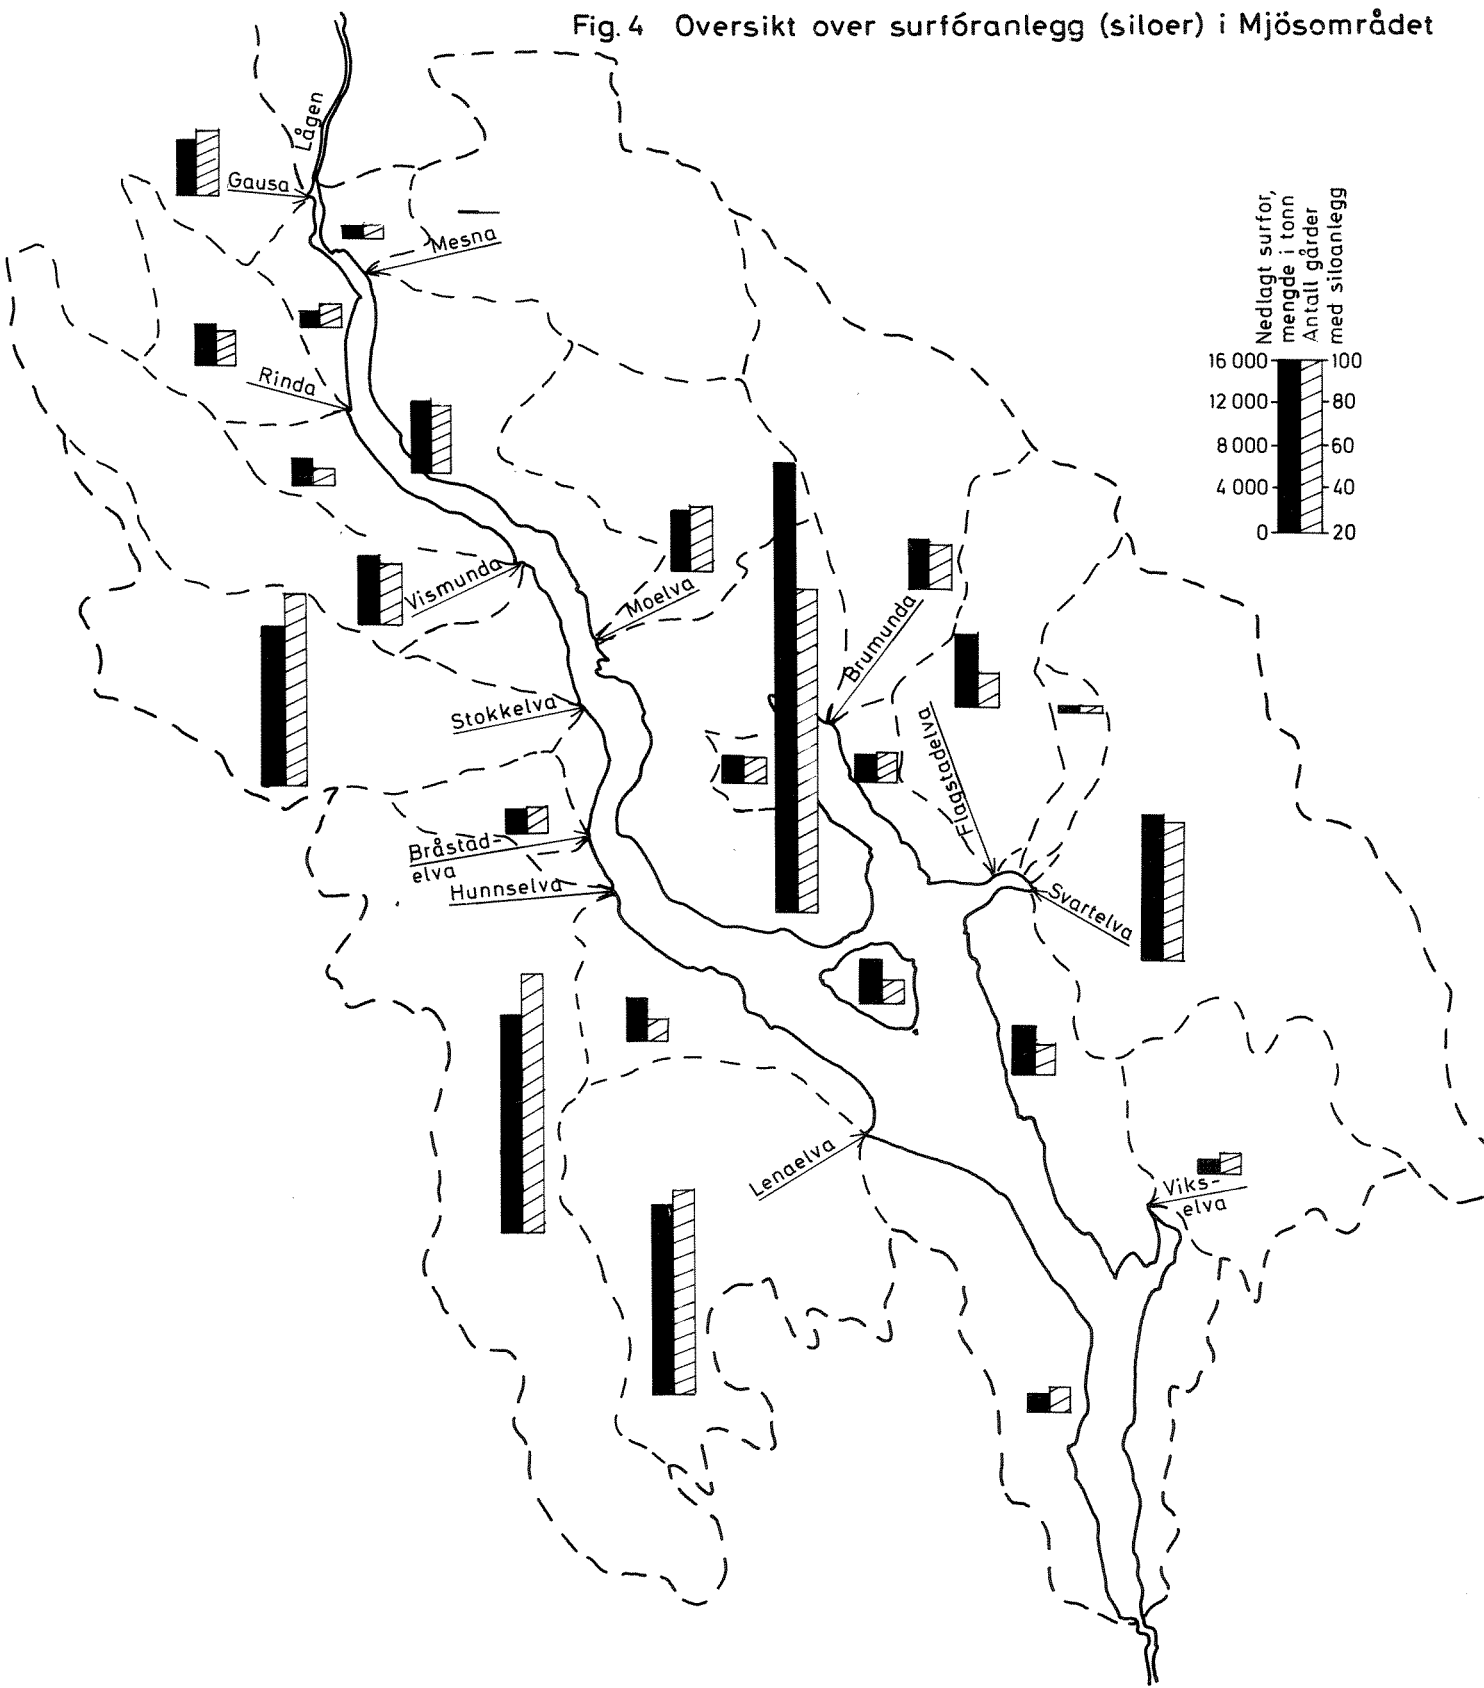 Fig. 4 Oversikt over surfóranlegg (siloer) i Mjösområdet
Lågen
Gausa
Mesna
Nedlagt surfor,
mengde i tonn
Antall gårder
med siloanlegg
16 000 100
12 000 80
8 000 60
4 000 40
0 20
Rinda
Vismunda
Moelva
Brumunda
Stokkelva
Flagstadelva
Bråstad-
elva
Hunnselva
Svartelva
Lenaelva
Viks-
elva